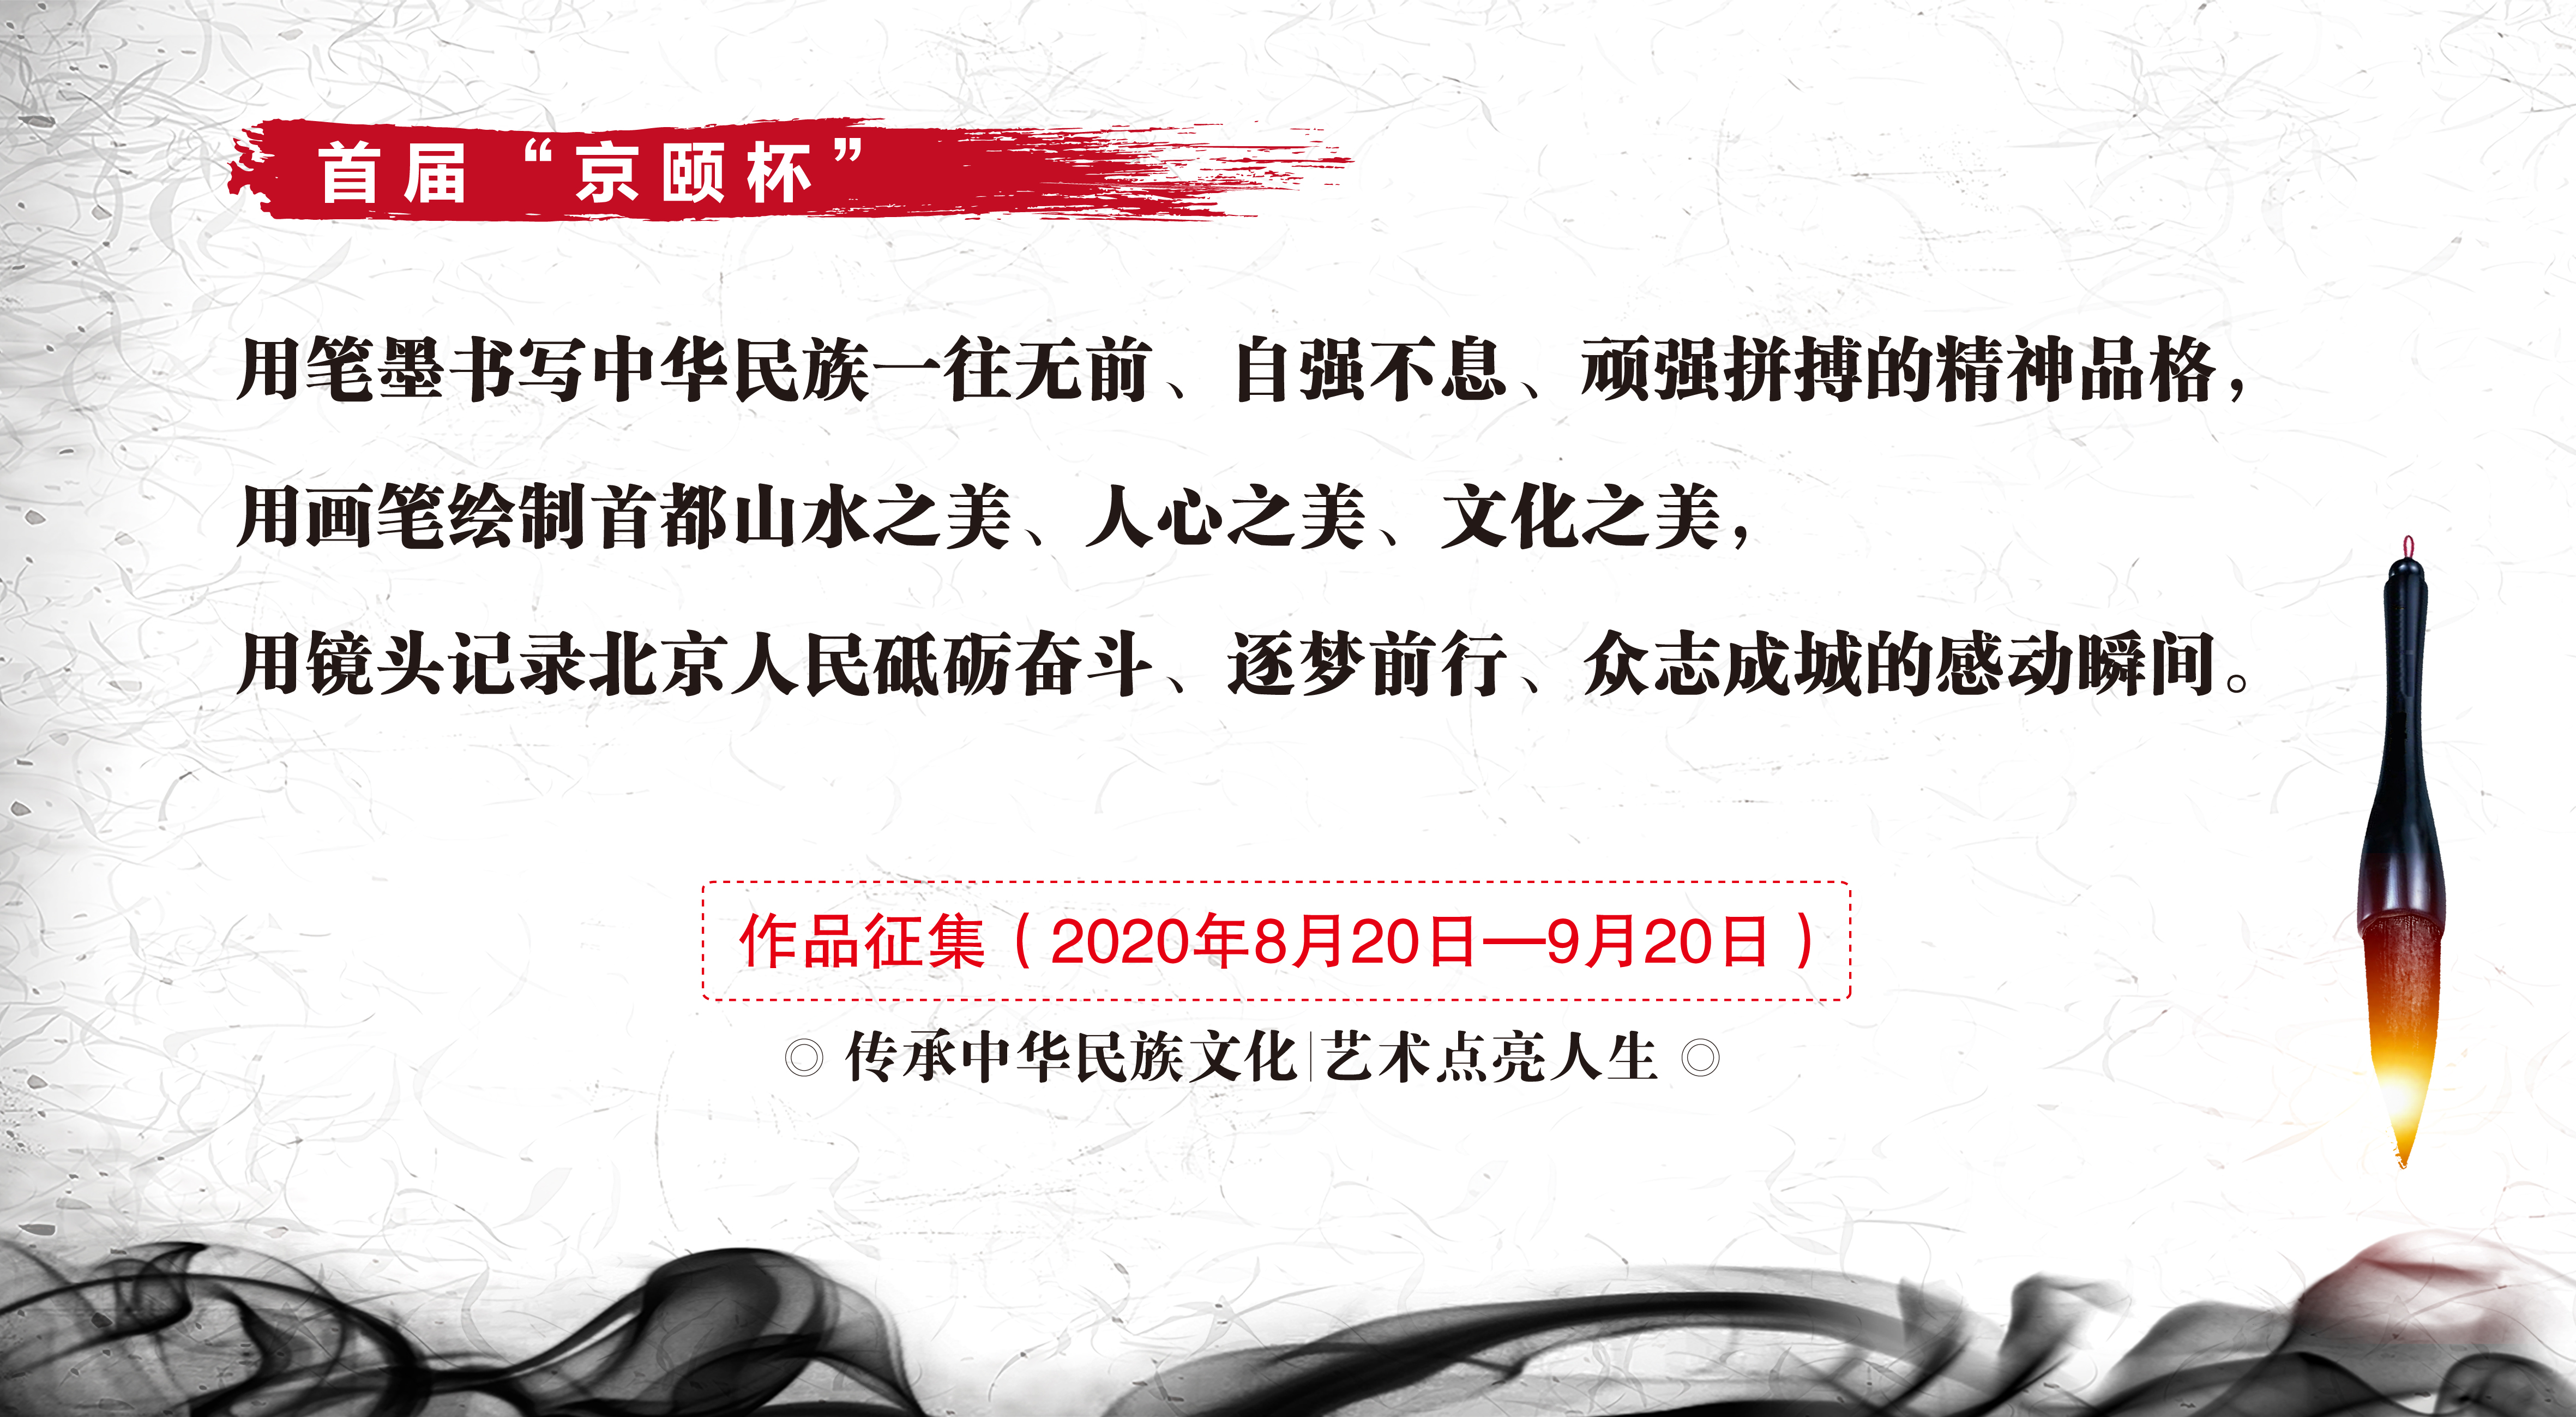 首届“京颐杯”
用笔墨书写中华民族一往无前、自强不息、顽强拼搏的精神品格，
用画笔绘制首都山水之美、人心之美、文化之美，
用镜头记录北京人民砥砺奋斗、逐梦前行、众志成城的感动瞬间。
作品征集（2020年8月20日—9月20日）
◎ 传承中华民族文化|艺术点亮人生 ◎